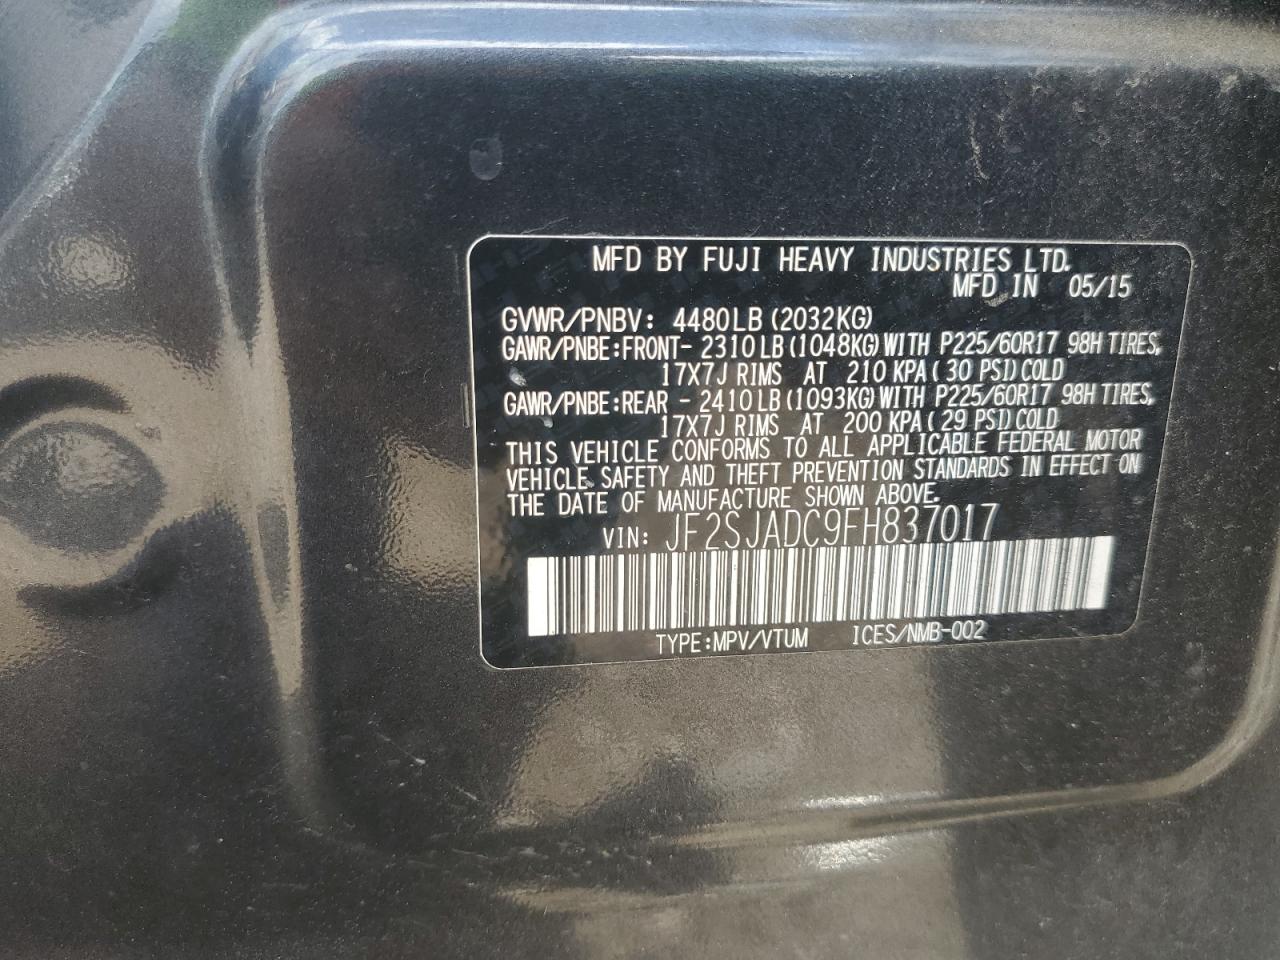 MFD BY FUJI HEAVY INDUSTRIES LTD.
MFD IN 05/15
GVWR/PNBV: 4480LB (2032KG)
GAWR/PNBE:FRONT- 2310LB (1048KG) WITH P225/60R17 98H TIRES,
17X7J RIMS AT 210 KPA ( 30 PSI) COLD
GAWR/PNBE:REAR - 2410LB (1093KG) WITH P225/60R17 98H TIRES,
17X7J RIMS AT 200 KPA ( 29 PSI) COLD
THIS VEHICLE CONFORMS TO ALL APPLICABLE FEDERAL MOTOR
VEHICLE SAFETY AND THEFT PREVENTION STANDARDS IN EFFECT ON
THE DATE OF MANUFACTURE SHOWN ABOVE.
VIN: JF2SJADC9FH837017
TYPE:MPV/VTUM ICES/NMB-002